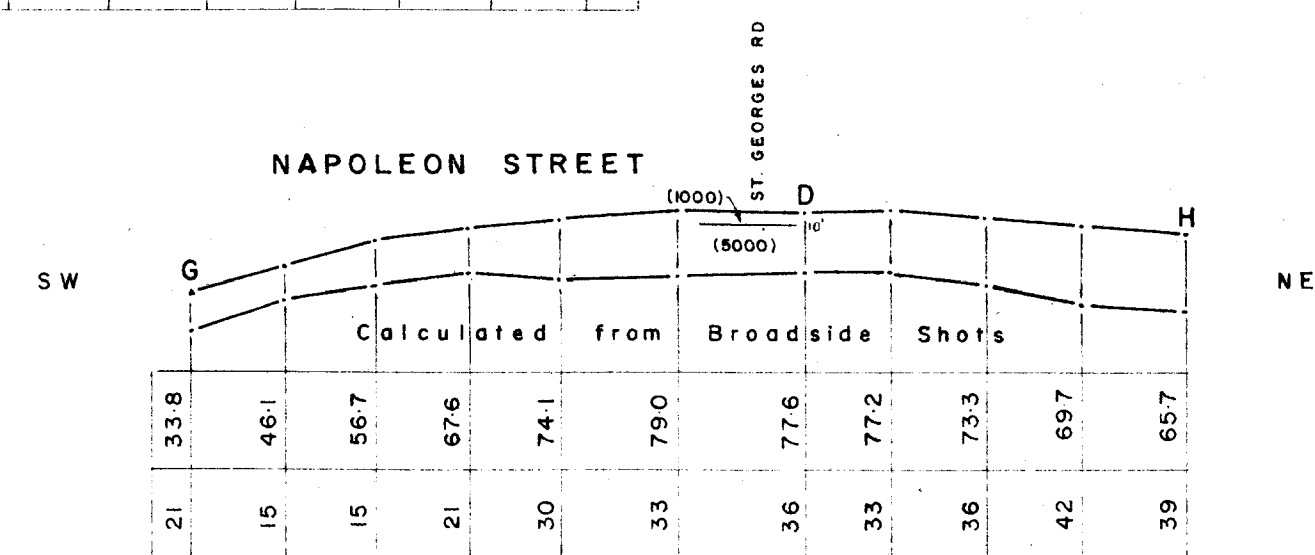 ST. GEORGES RD
NAPOLEON STREET
(1000)
D
10'
(5000)
H
G
SW
NE
Calculated from Broadside Shots
33·8 46·1 56·7 67·6 74·1 79·0 77·6 77·2 73·3 69·7 65·7
21 15 15 21 30 33 36 33 36 42 39